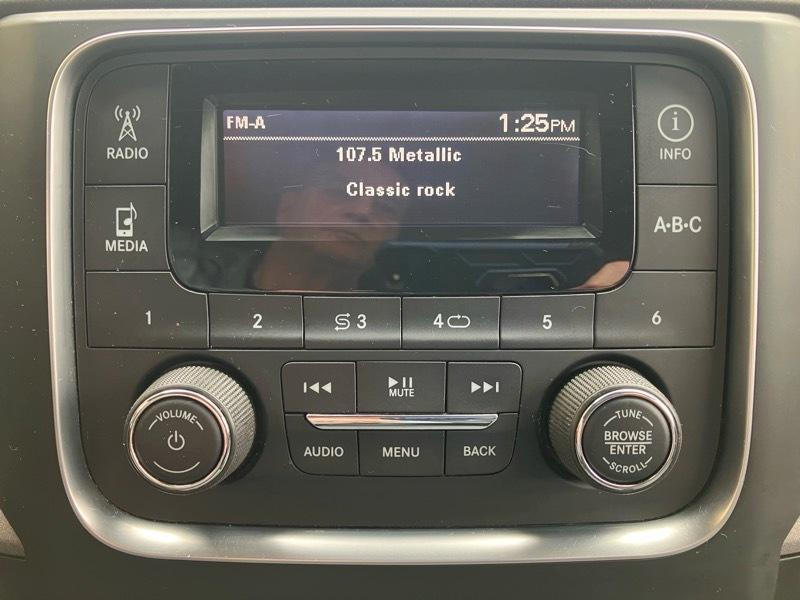 FM-A
1:25PM
107.5 Metallic
Classic rock
RADIO
i
INFO
MEDIA
A•B•C
1
2
3
4
5
6
MUTE
VOLUME
AUDIO
MENU
BACK
TUNE
BROWSE
ENTER
SCROLL